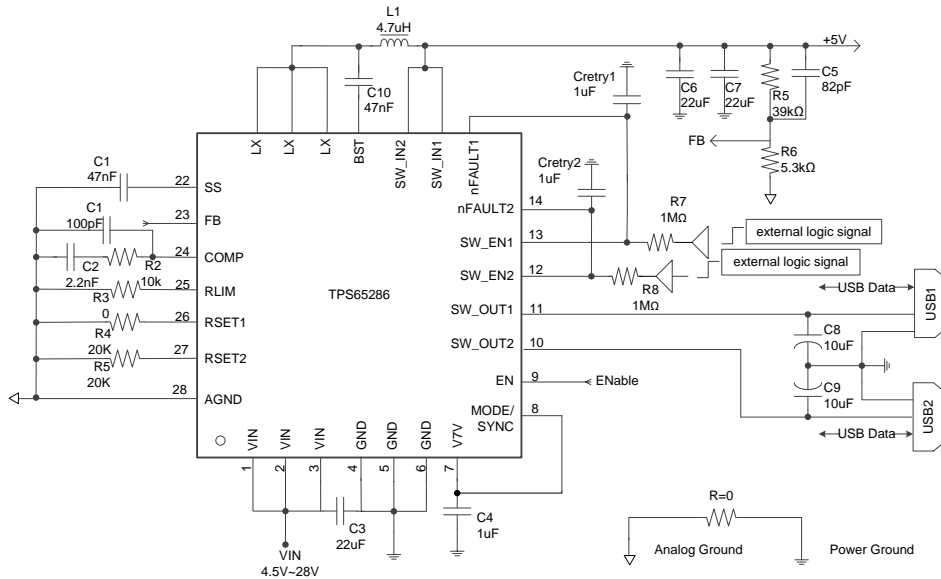 L1
4.7uH
+5V
C10
47nF
Cretry1
1uF
C6
22uF
C7
22uF
R5
39kΩ
C5
82pF
FB
R6
5.3kΩ
LX
LX
LX
BST
SW_IN2
SW_IN1
nFAULT1
Cretry2
1uF
C1
47nF
22
SS
23
FB
C1
100pF
24
COMP
C2
2.2nF
R2
10k
25
RLIM
R3
0
26
RSET1
R4
20K
27
RSET2
R5
20K
28
AGND
TPS65286
nFAULT2
14
SW_EN1
13
R7
1MΩ
external logic signal
SW_EN2
12
R8
1MΩ
external logic signal
SW_OUT1
11
USB Data
USB1
SW_OUT2
10
C8
10uF
C9
10uF
EN
9
ENable
MODE/
SYNC
8
USB Data
USB2
VIN
VIN
VIN
GND
GND
GND
V7V
1
2
3
4
5
6
7
C3
22uF
C4
1uF
VIN
4.5V~28V
R=0
Analog Ground
Power Ground